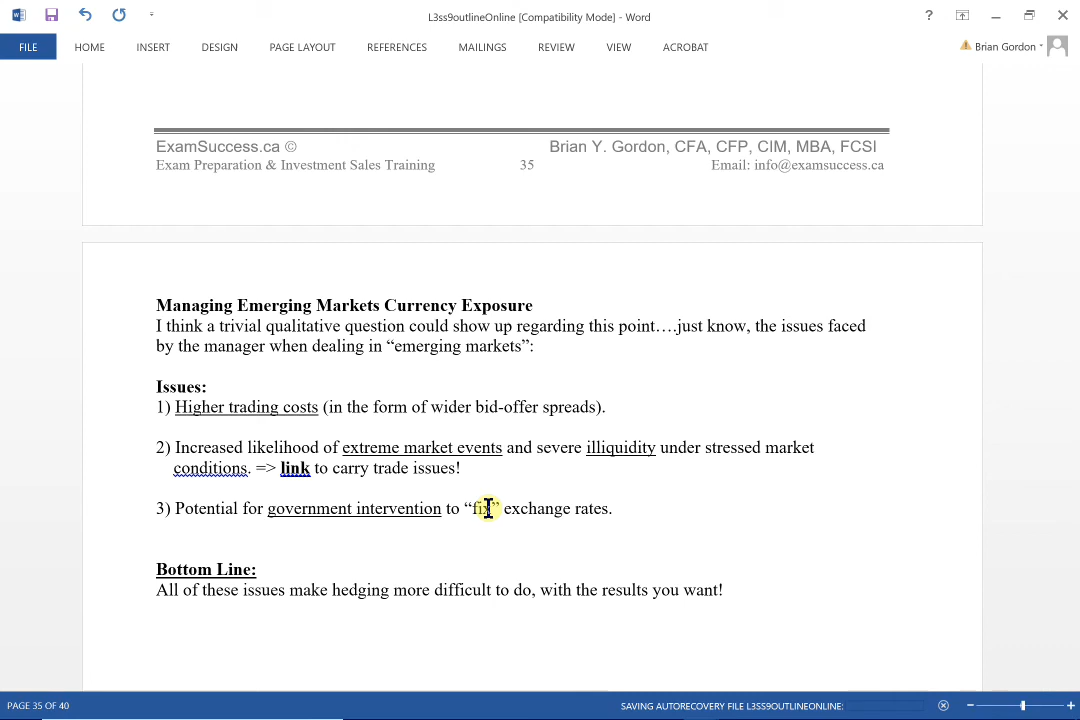 L3ss9outlineOnline [Compatibility Mode] - Word
?
FILE HOME INSERT DESIGN PAGE LAYOUT REFERENCES MAILINGS REVIEW VIEW ACROBAT Brian Gordon
ExamSuccess.ca © Brian Y. Gordon, CFA, CFP, CIM, MBA, FCSI
Exam Preparation & Investment Sales Training 35 Email: info@examsuccess.ca
Managing Emerging Markets Currency Exposure
I think a trivial qualitative question could show up regarding this point….just know, the issues faced
by the manager when dealing in “emerging markets”:
Issues:
1) Higher trading costs (in the form of wider bid-offer spreads).
2) Increased likelihood of extreme market events and severe illiquidity under stressed market
conditions. => link to carry trade issues!
3) Potential for government intervention to “fix” exchange rates.
Bottom Line:
All of these issues make hedging more difficult to do, with the results you want!
PAGE 35 OF 40 SAVING AUTORECOVERY FILE L3SS9OUTLINEONLINE: